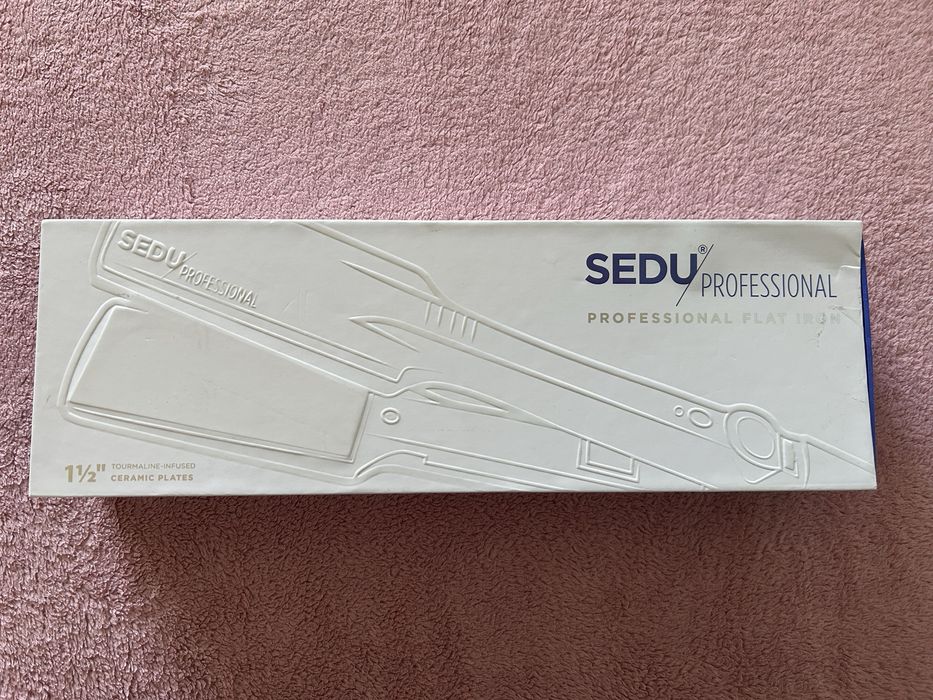 SEDU/PROFESSIONAL
SEDU®/PROFESSIONAL
PROFESSIONAL FLAT IRON
1½" TOURMALINE-INFUSED
CERAMIC PLATES